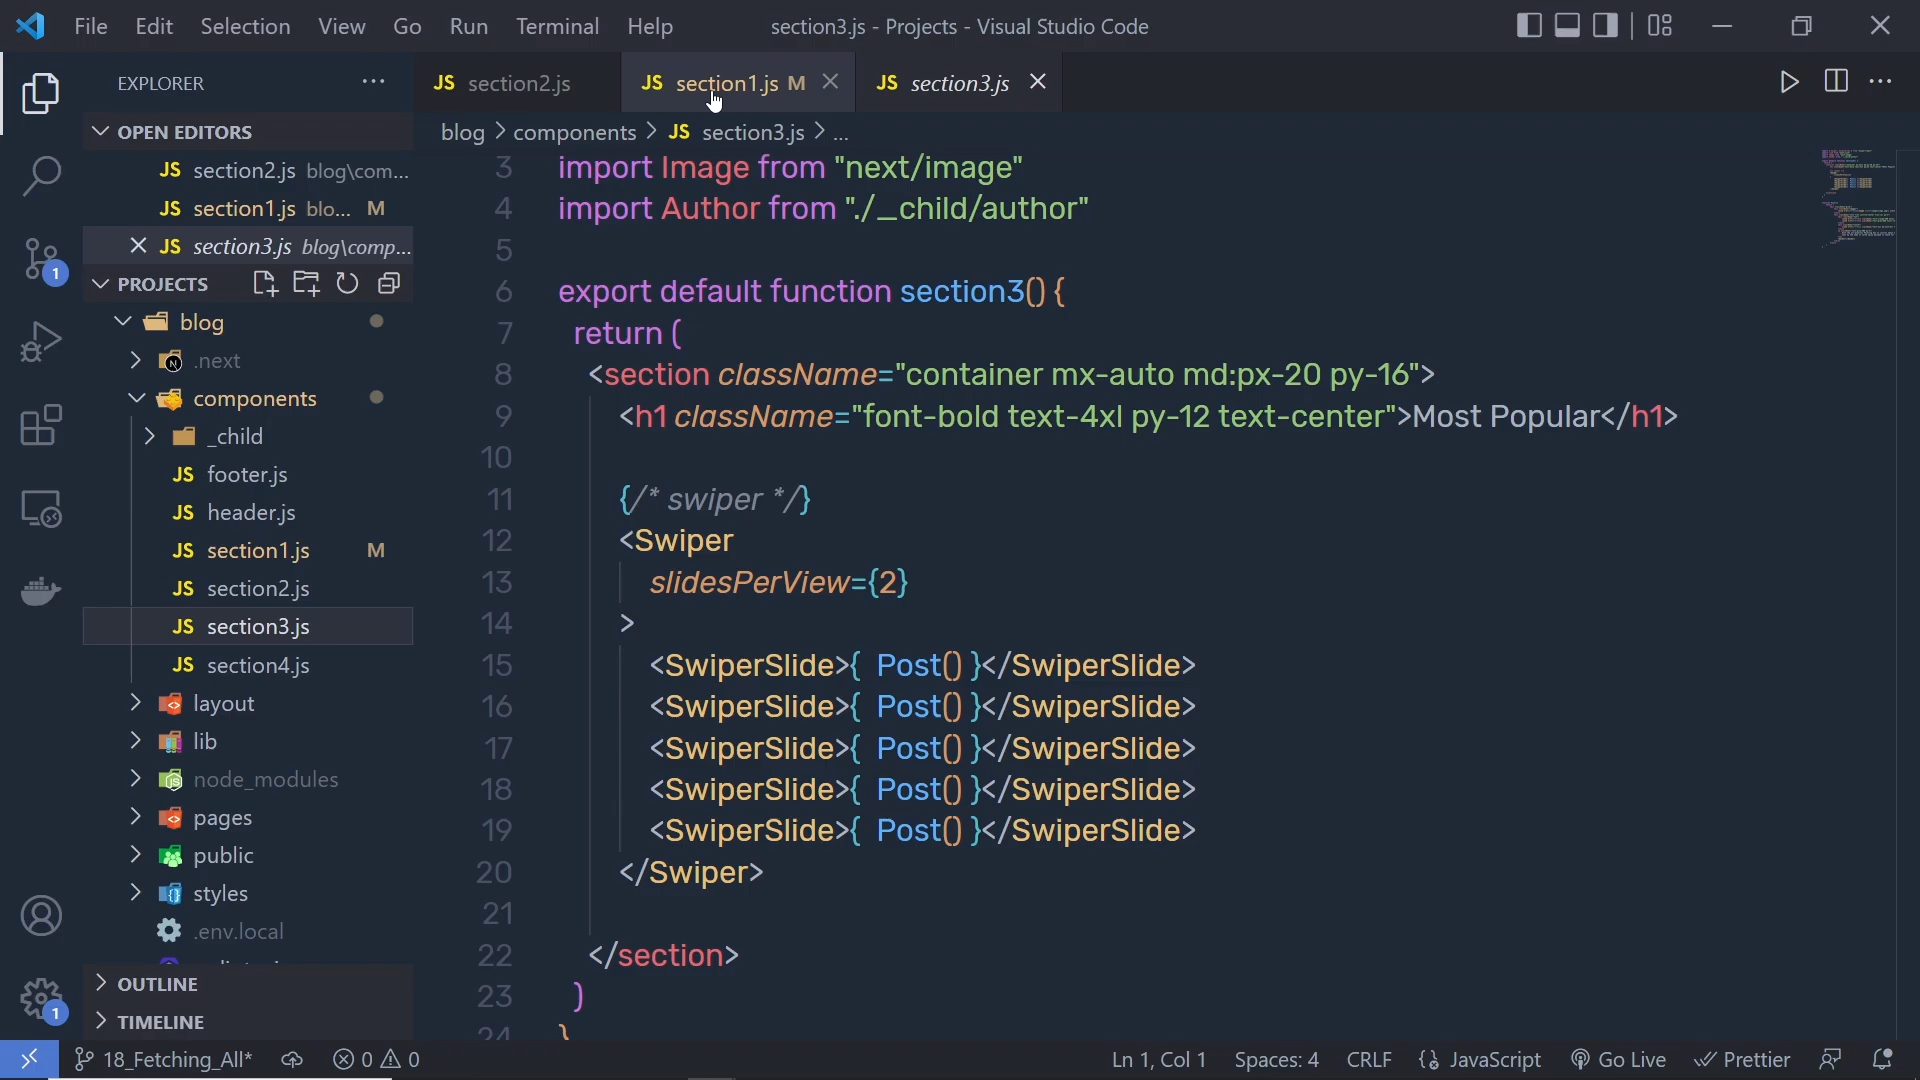 File Edit Selection View Go Run Terminal Help section3.js - Projects - Visual Studio Code
EXPLORER
JS section2.js JS section1.js M JS section3.js
OPEN EDITORS
blog > components > JS section3.js > ...
JS section2.js blog\com...
JS section1.js blo... M
JS section3.js blog\comp...
PROJECTS
blog
.next
components
_child
JS footer.js
JS header.js
JS section1.js M
JS section2.js
JS section3.js
JS section4.js
layout
lib
node_modules
pages
public
styles
.env.local
OUTLINE
TIMELINE
3 import Image from "next/image"
4 import Author from "./_child/author"
5
6 export default function section3() {
7 return (
8 <section className="container mx-auto md:px-20 py-16">
9 <h1 className="font-bold text-4xl py-12 text-center">Most Popular</h1>
10
11 {/* swiper */}
12 <Swiper
13 slidesPerView={2}
14 >
15 <SwiperSlide>{ Post() }</SwiperSlide>
16 <SwiperSlide>{ Post() }</SwiperSlide>
17 <SwiperSlide>{ Post() }</SwiperSlide>
18 <SwiperSlide>{ Post() }</SwiperSlide>
19 <SwiperSlide>{ Post() }</SwiperSlide>
20 </Swiper>
21
22 </section>
23 )
24 }
1
1
18_Fetching_All* 0 0 Ln 1, Col 1 Spaces: 4 CRLF {} JavaScript Go Live Prettier